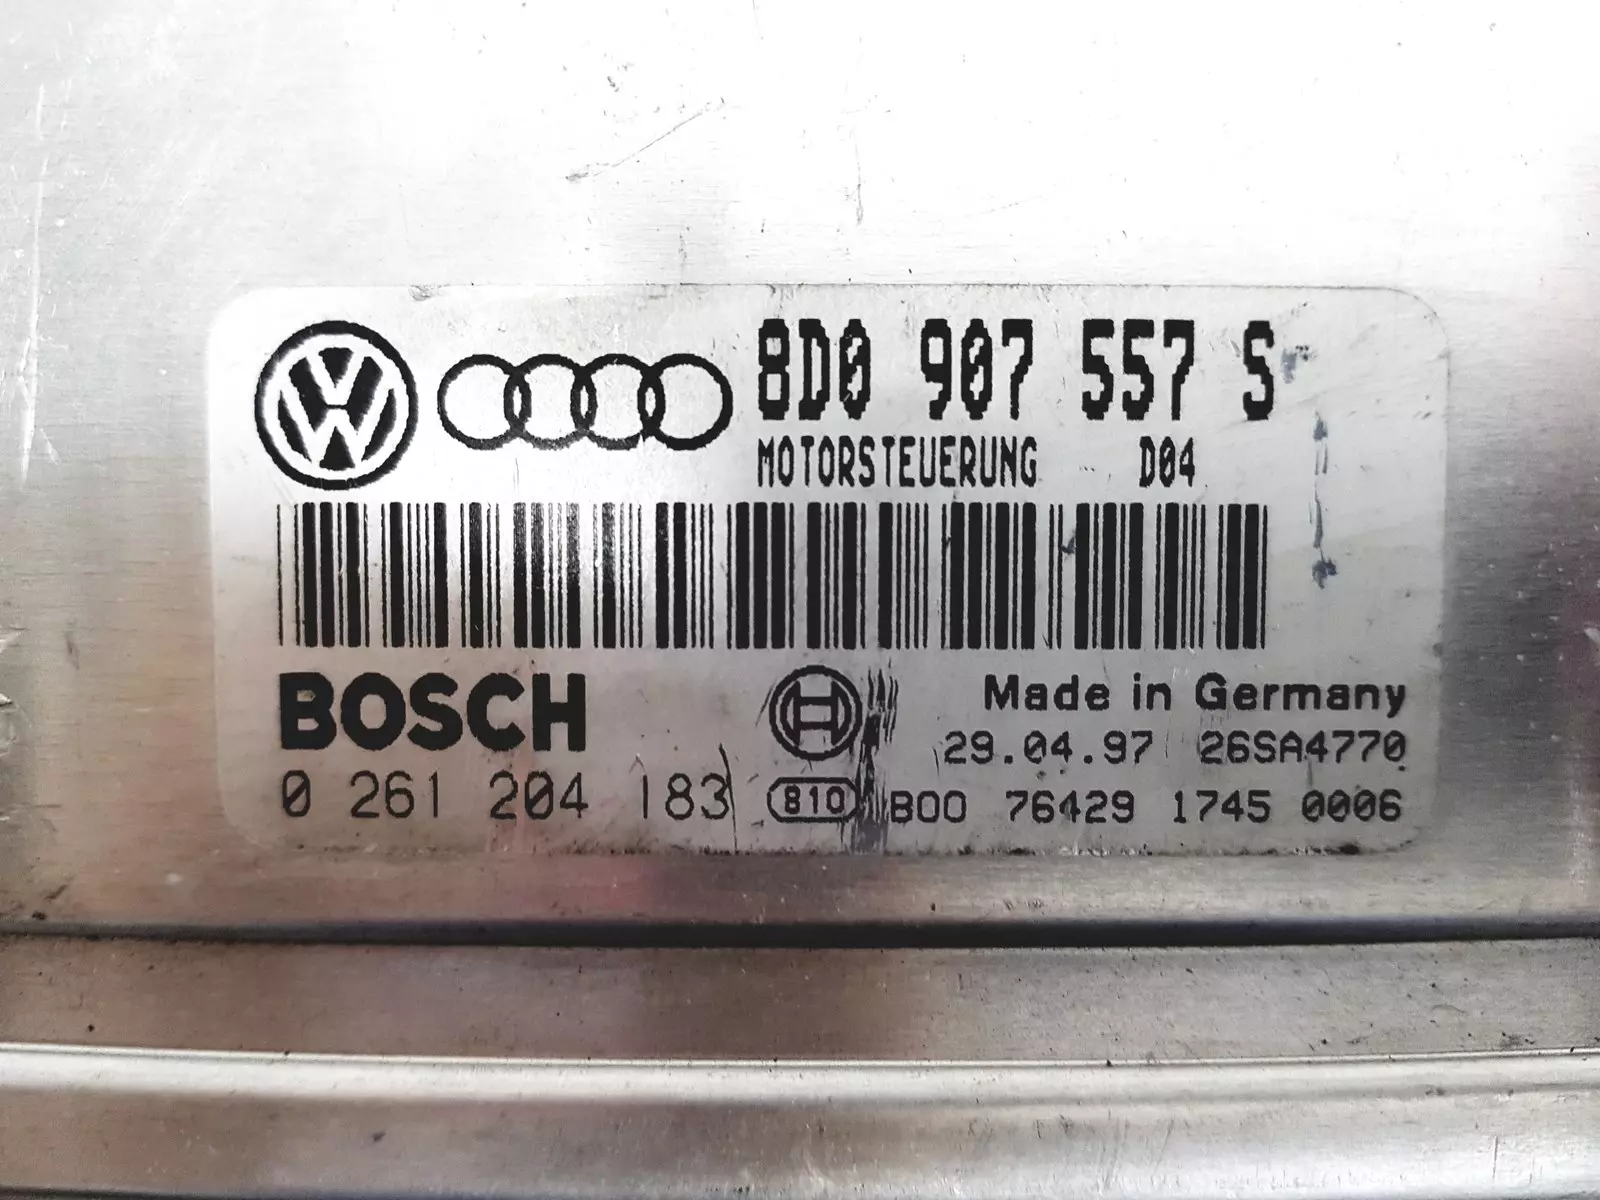 8D0 907 557 S
MOTORSTEUERUNG D04
BOSCH
Made in Germany
29.04.97 26SA4770
0 261 204 183 810 B00 76429 1745 0006